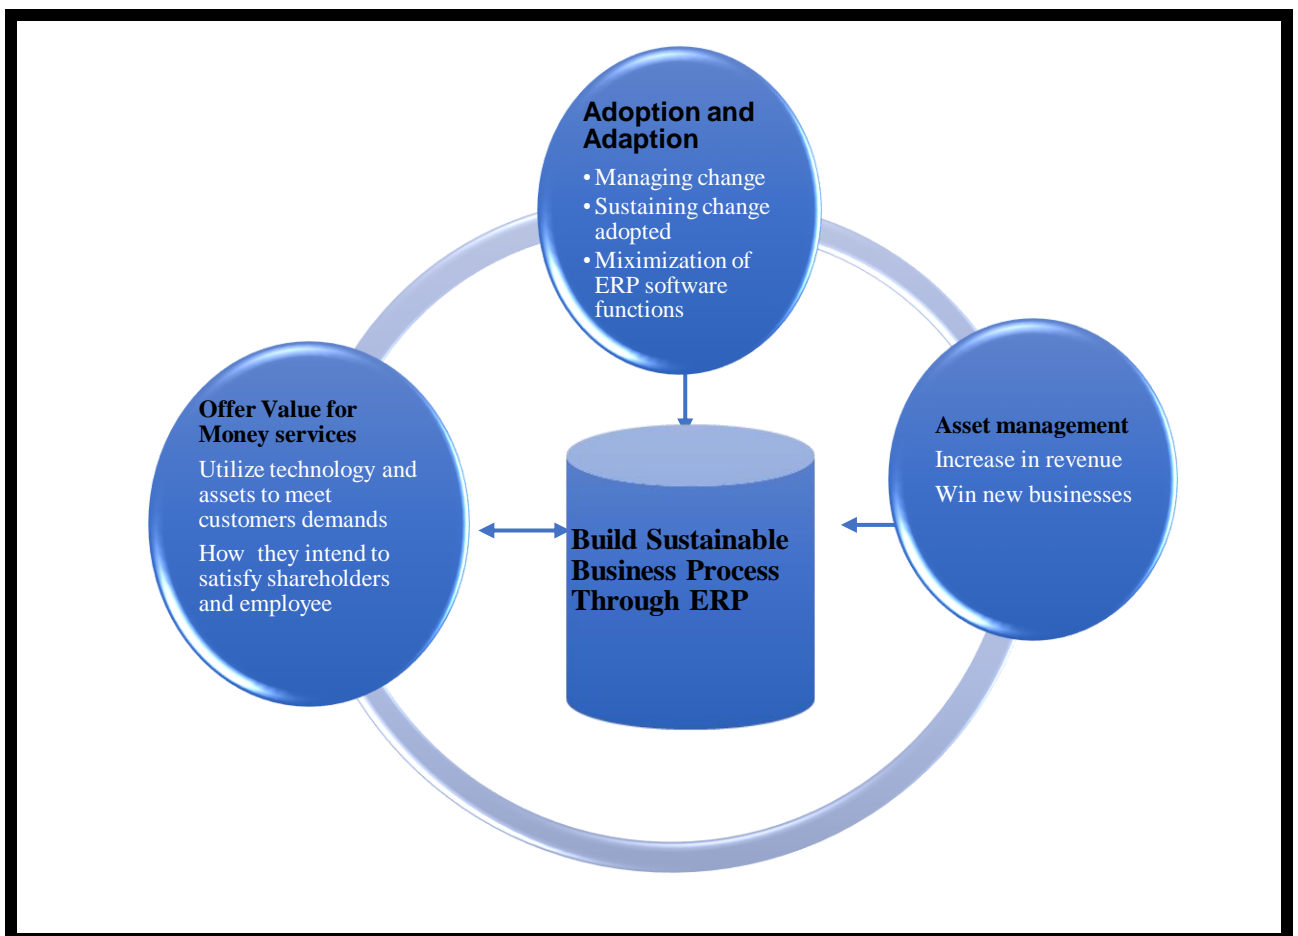 Adoption and
Adaption
• Managing change
• Sustaining change
adopted
• Miximization of
ERP software
functions
Offer Value for
Money services
Utilize technology and
assets to meet
customers demands
How they intend to
satisfy shareholders
and employee
Asset management
Increase in revenue
Win new businesses
Build Sustainable
Business Process
Through ERP